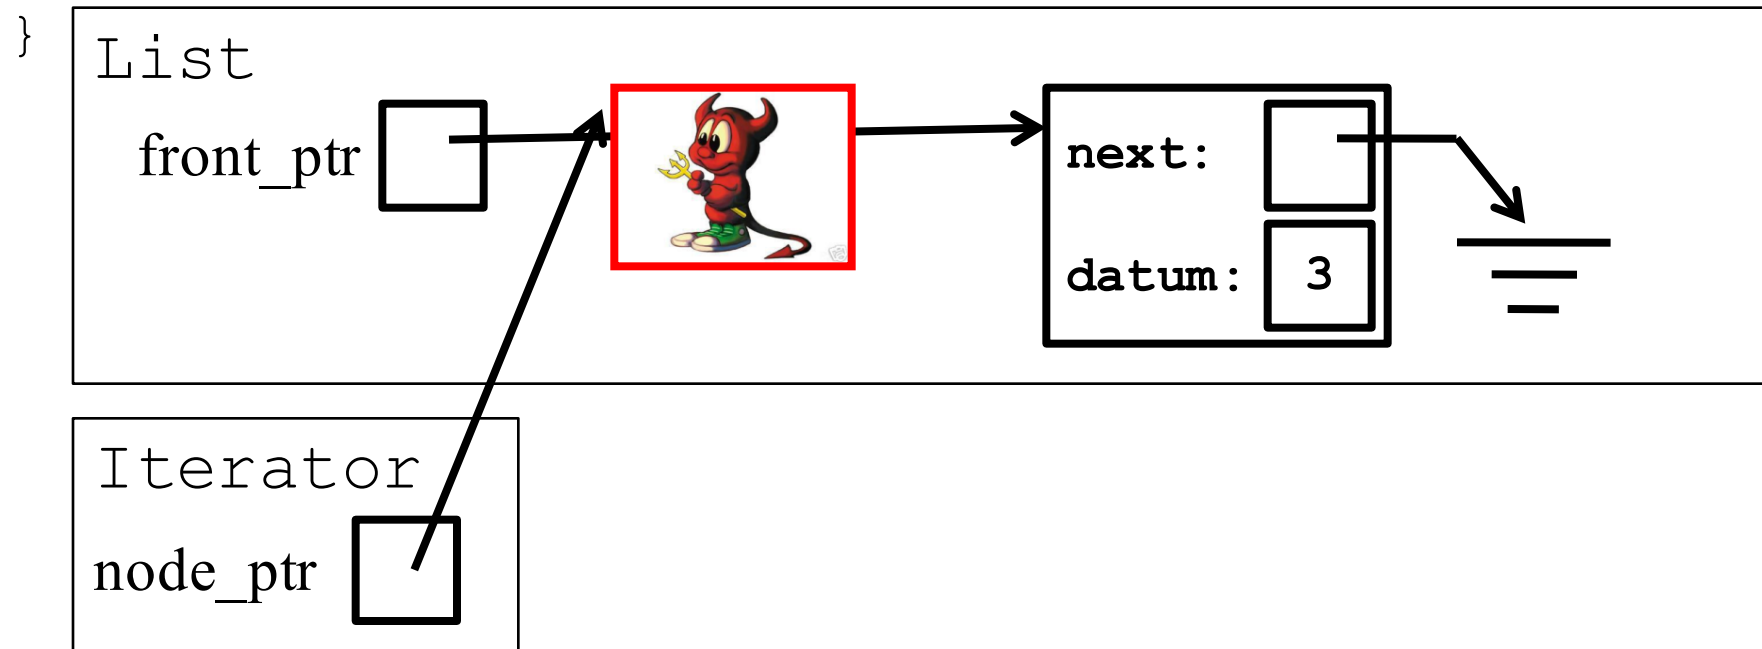 }
List
front_ptr
next:
datum: 3
Iterator
node_ptr